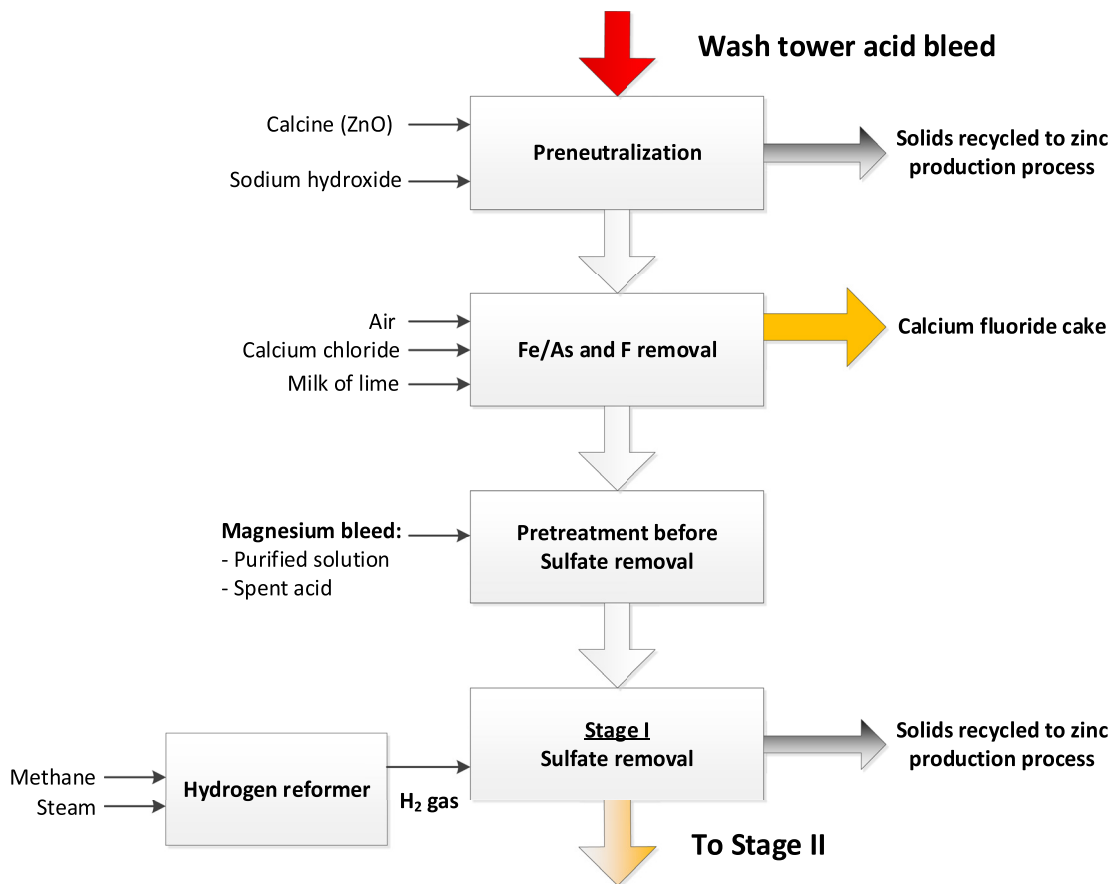 Wash tower acid bleed
Calcine (ZnO)
Sodium hydroxide
Preneutralization
Solids recycled to zinc
production process
Air
Calcium chloride
Milk of lime
Fe/As and F removal
Calcium fluoride cake
Magnesium bleed:
- Purified solution
- Spent acid
Pretreatment before
Sulfate removal
Methane
Steam
Hydrogen reformer
H₂ gas
Stage I
Sulfate removal
Solids recycled to zinc
production process
To Stage II